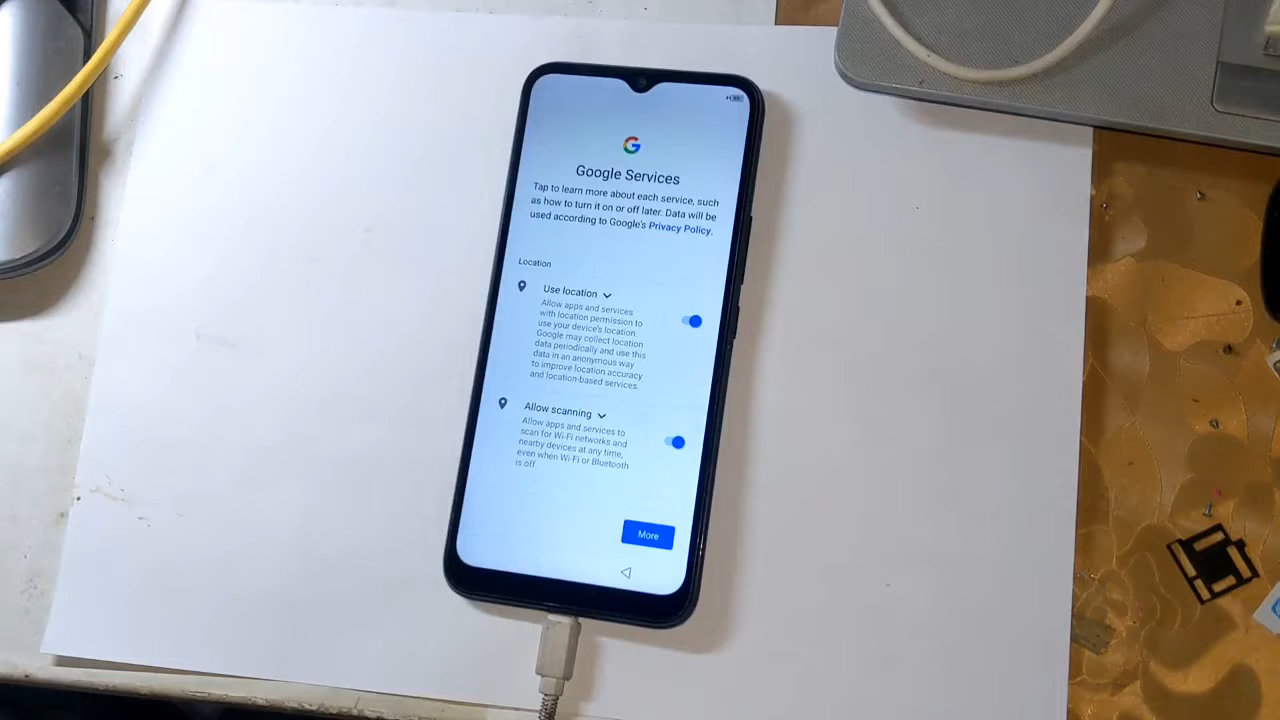 G
Google Services
Tap to learn more about each service, such
as how to turn it on or off later. Data will be
used according to Google's Privacy Policy.
Location
Use location
Allow apps and services
with location permission to
use your device's location.
Google may collect location
data periodically and use this
data in an anonymous way
to improve location accuracy
and location-based services.
Allow scanning
Allow apps and services to
scan for Wi-Fi networks and
nearby devices at any time,
even when Wi-Fi or Bluetooth
is off.
More